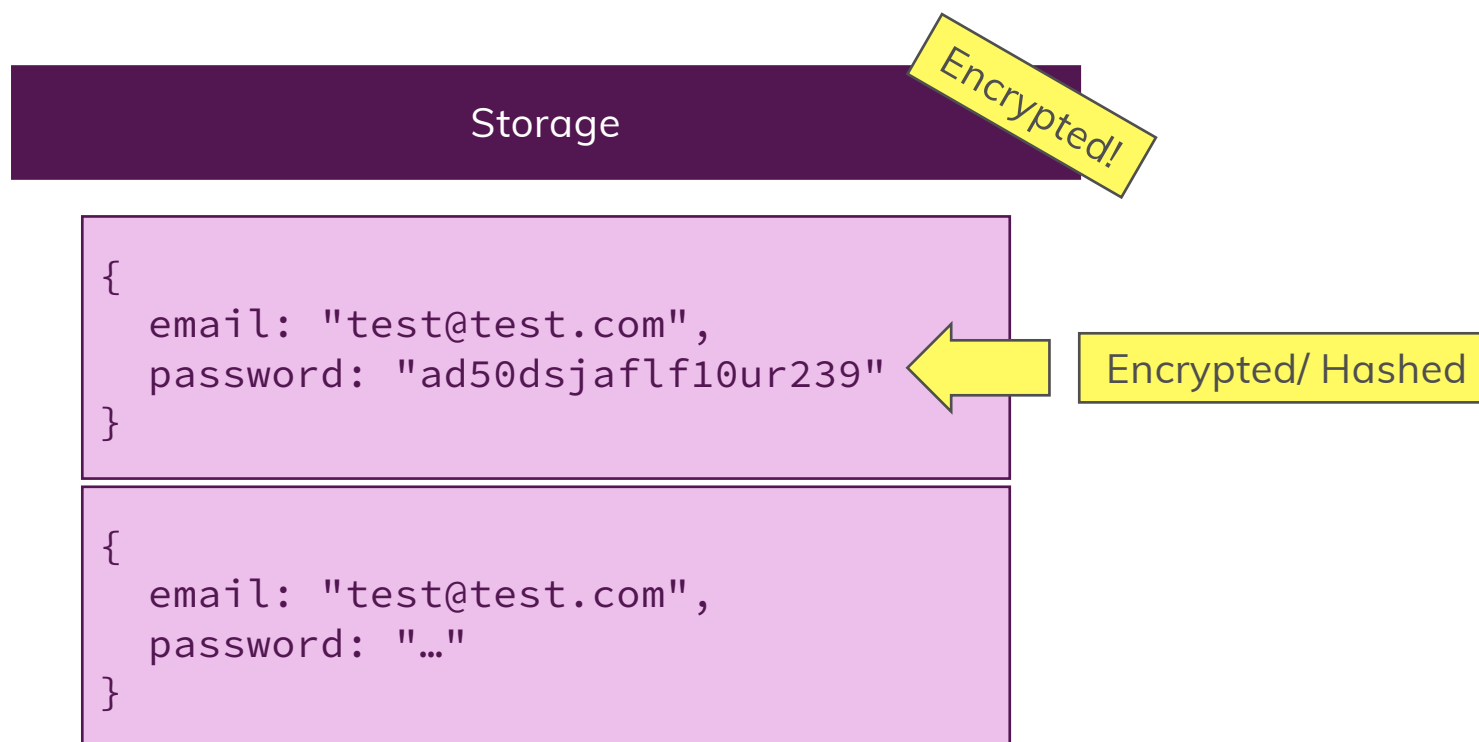 Storage
Encrypted!
{
email: "test@test.com",
password: "ad50dsjaflf10ur239"
}
Encrypted/ Hashed
{
email: "test@test.com",
password: "…"
}